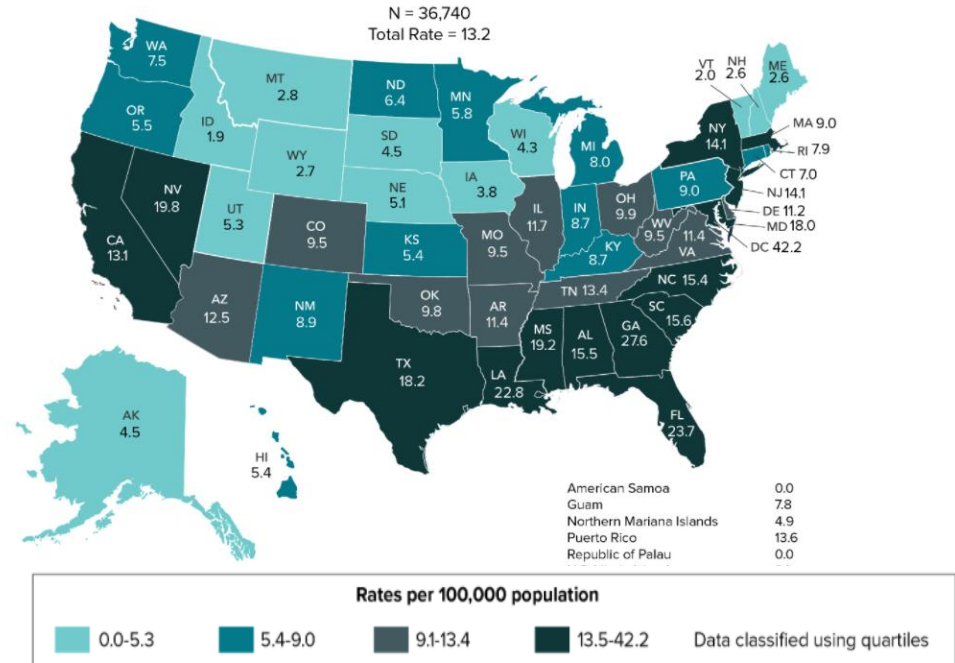 N = 36,740
Total Rate = 13.2
WA
7.5
OR
5.5
ID
1.9
MT
2.8
ND
6.4
MN
5.8
SD
4.5
WI
4.3
MI
8.0
WY
2.7
NE
5.1
IA
3.8
VT
2.0
NH
2.6
ME
2.6
NY
14.1
MA 9.0
RI 7.9
CT 7.0
NJ 14.1
DE 11.2
MD 18.0
DC 42.2
PA
9.0
NV
19.8
UT
5.3
CO
9.5
KS
5.4
MO
9.5
IL
11.7
IN
8.7
OH
9.9
WV
9.5
11.4
VA
KY
8.7
CA
13.1
AZ
12.5
NM
8.9
OK
9.8
AR
11.4
TN 13.4
NC 15.4
SC
15.6
MS
19.2
AL
15.5
GA
27.6
TX
18.2
LA
22.8
FL
23.7
AK
4.5
HI
5.4
American Samoa 0.0
Guam 7.8
Northern Mariana Islands 4.9
Puerto Rico 13.6
Republic of Palau 0.0
Rates per 100,000 population
0.0-5.3 5.4-9.0 9.1-13.4 13.5-42.2 Data classified using quartiles